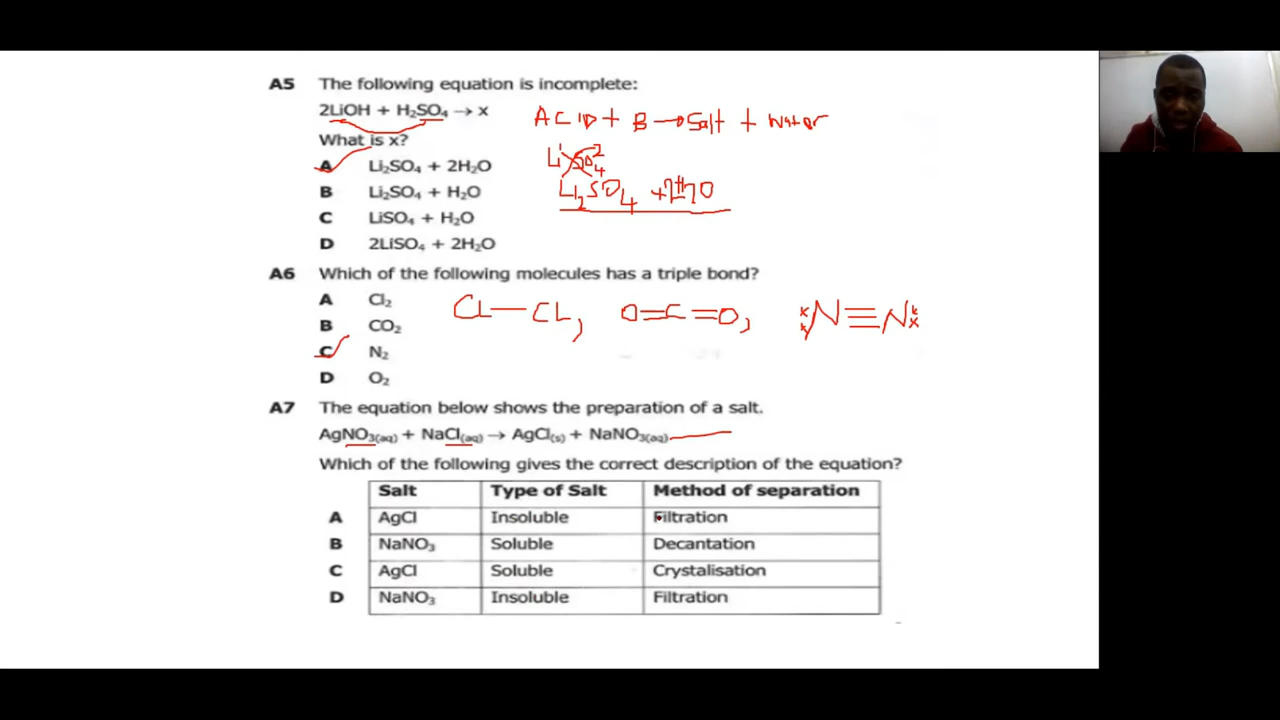 A5 The following equation is incomplete:
2LiOH + H₂SO₄ → x
ACID + B → Salt + Water
What is x?
Li¹ SO₄²
A Li₂SO₄ + 2H₂O
Li₂SO₄ + 2H₂O
B Li₂SO₄ + H₂O
C LiSO₄ + H₂O
D 2LiSO₄ + 2H₂O
A6 Which of the following molecules has a triple bond?
A Cl₂
Cl—CL, O=C=O, xx N≡N xx
B CO₂
C N₂
D O₂
A7 The equation below shows the preparation of a salt.
AgNO₃(aq) + NaCl(aq) → AgCl(s) + NaNO₃(aq)
Which of the following gives the correct description of the equation?
Salt Type of Salt Method of separation
A AgCl Insoluble Filtration
B NaNO₃ Soluble Decantation
C AgCl Soluble Crystalisation
D NaNO₃ Insoluble Filtration